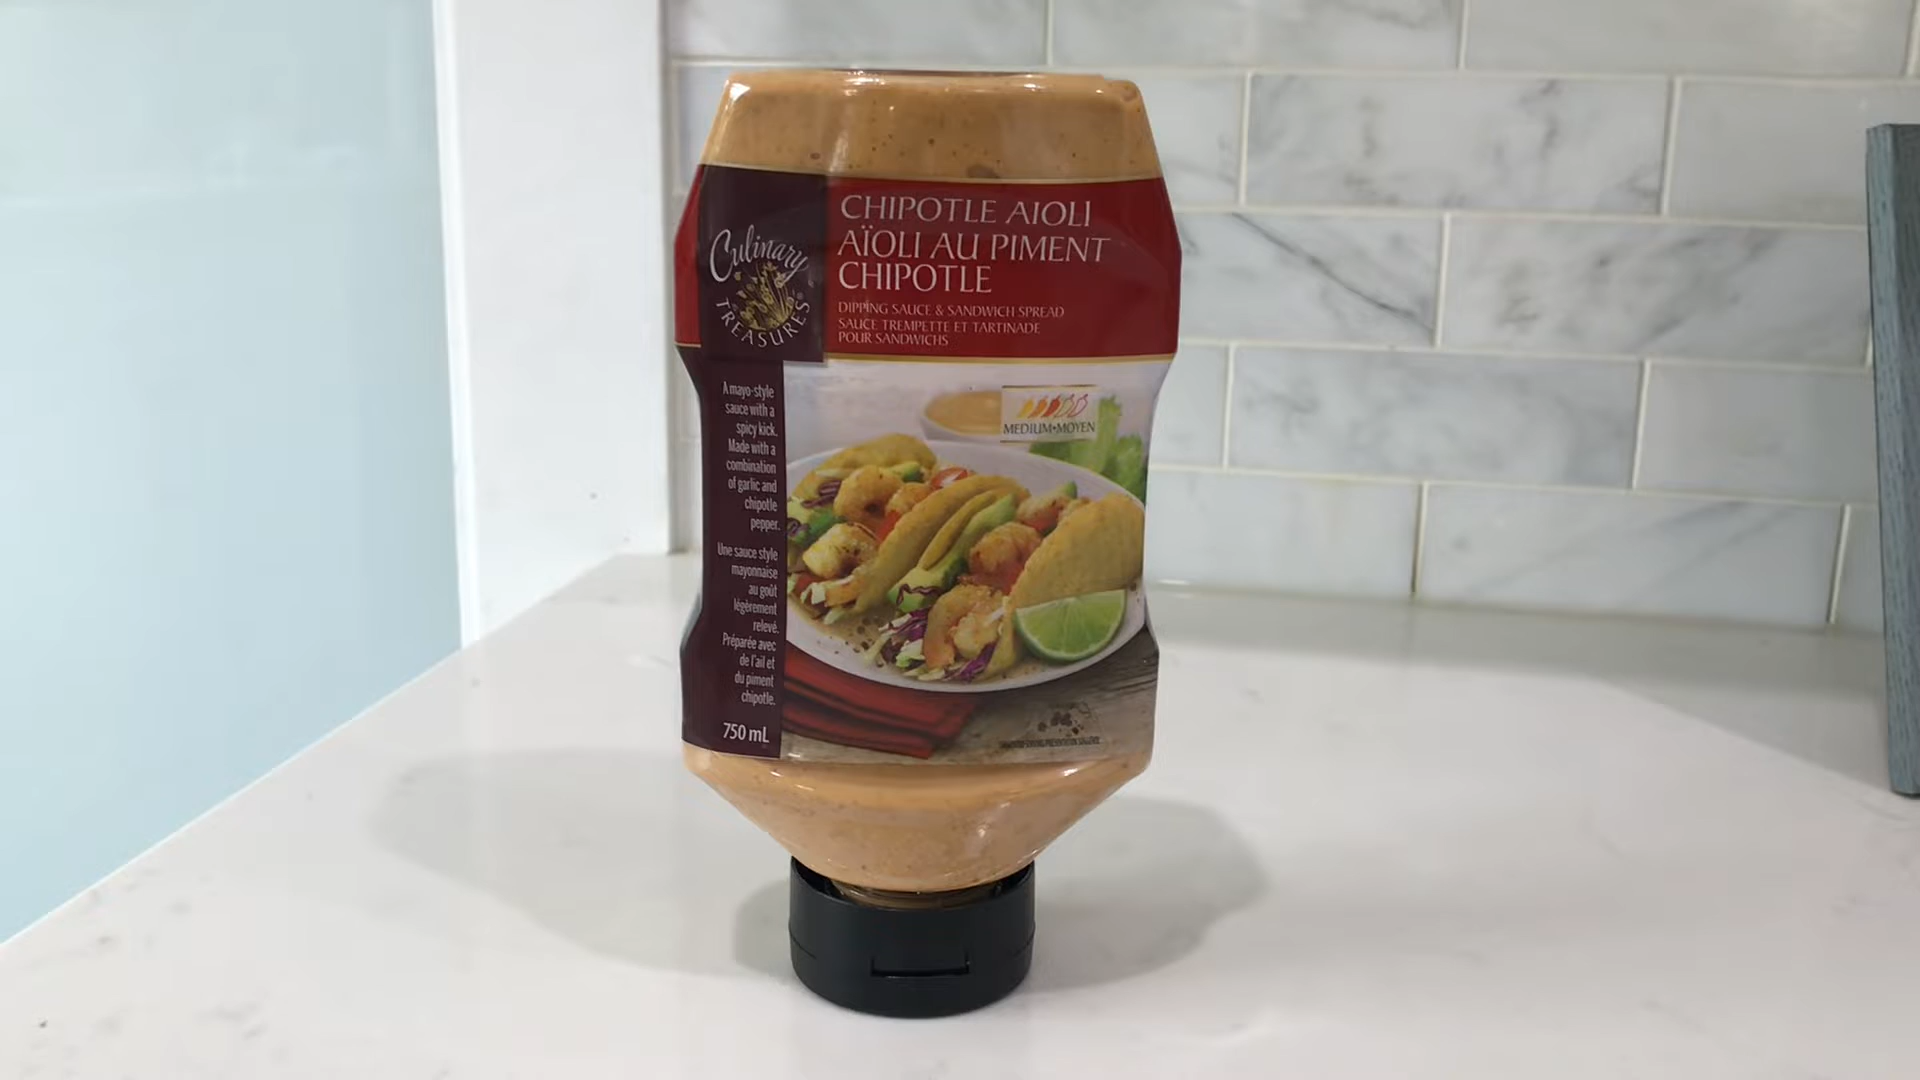 CHIPOTLE AIOLI
AÏOLI AU PIMENT
CHIPOTLE
DIPPING SAUCE & SANDWICH SPREAD
SAUCE TREMPETTE ET TARTINADE
POUR SANDWICHS
Culinary
TREASURES
A mayo-style
sauce with a
spicy kick.
Made with a
combination
of garlic and
chipotle
pepper.
Une sauce style
mayonnaise
au goût
légèrement
relevé.
Préparée avec
de l'ail et
du piment
chipotle.
750 mL
MEDIUM•MOYEN